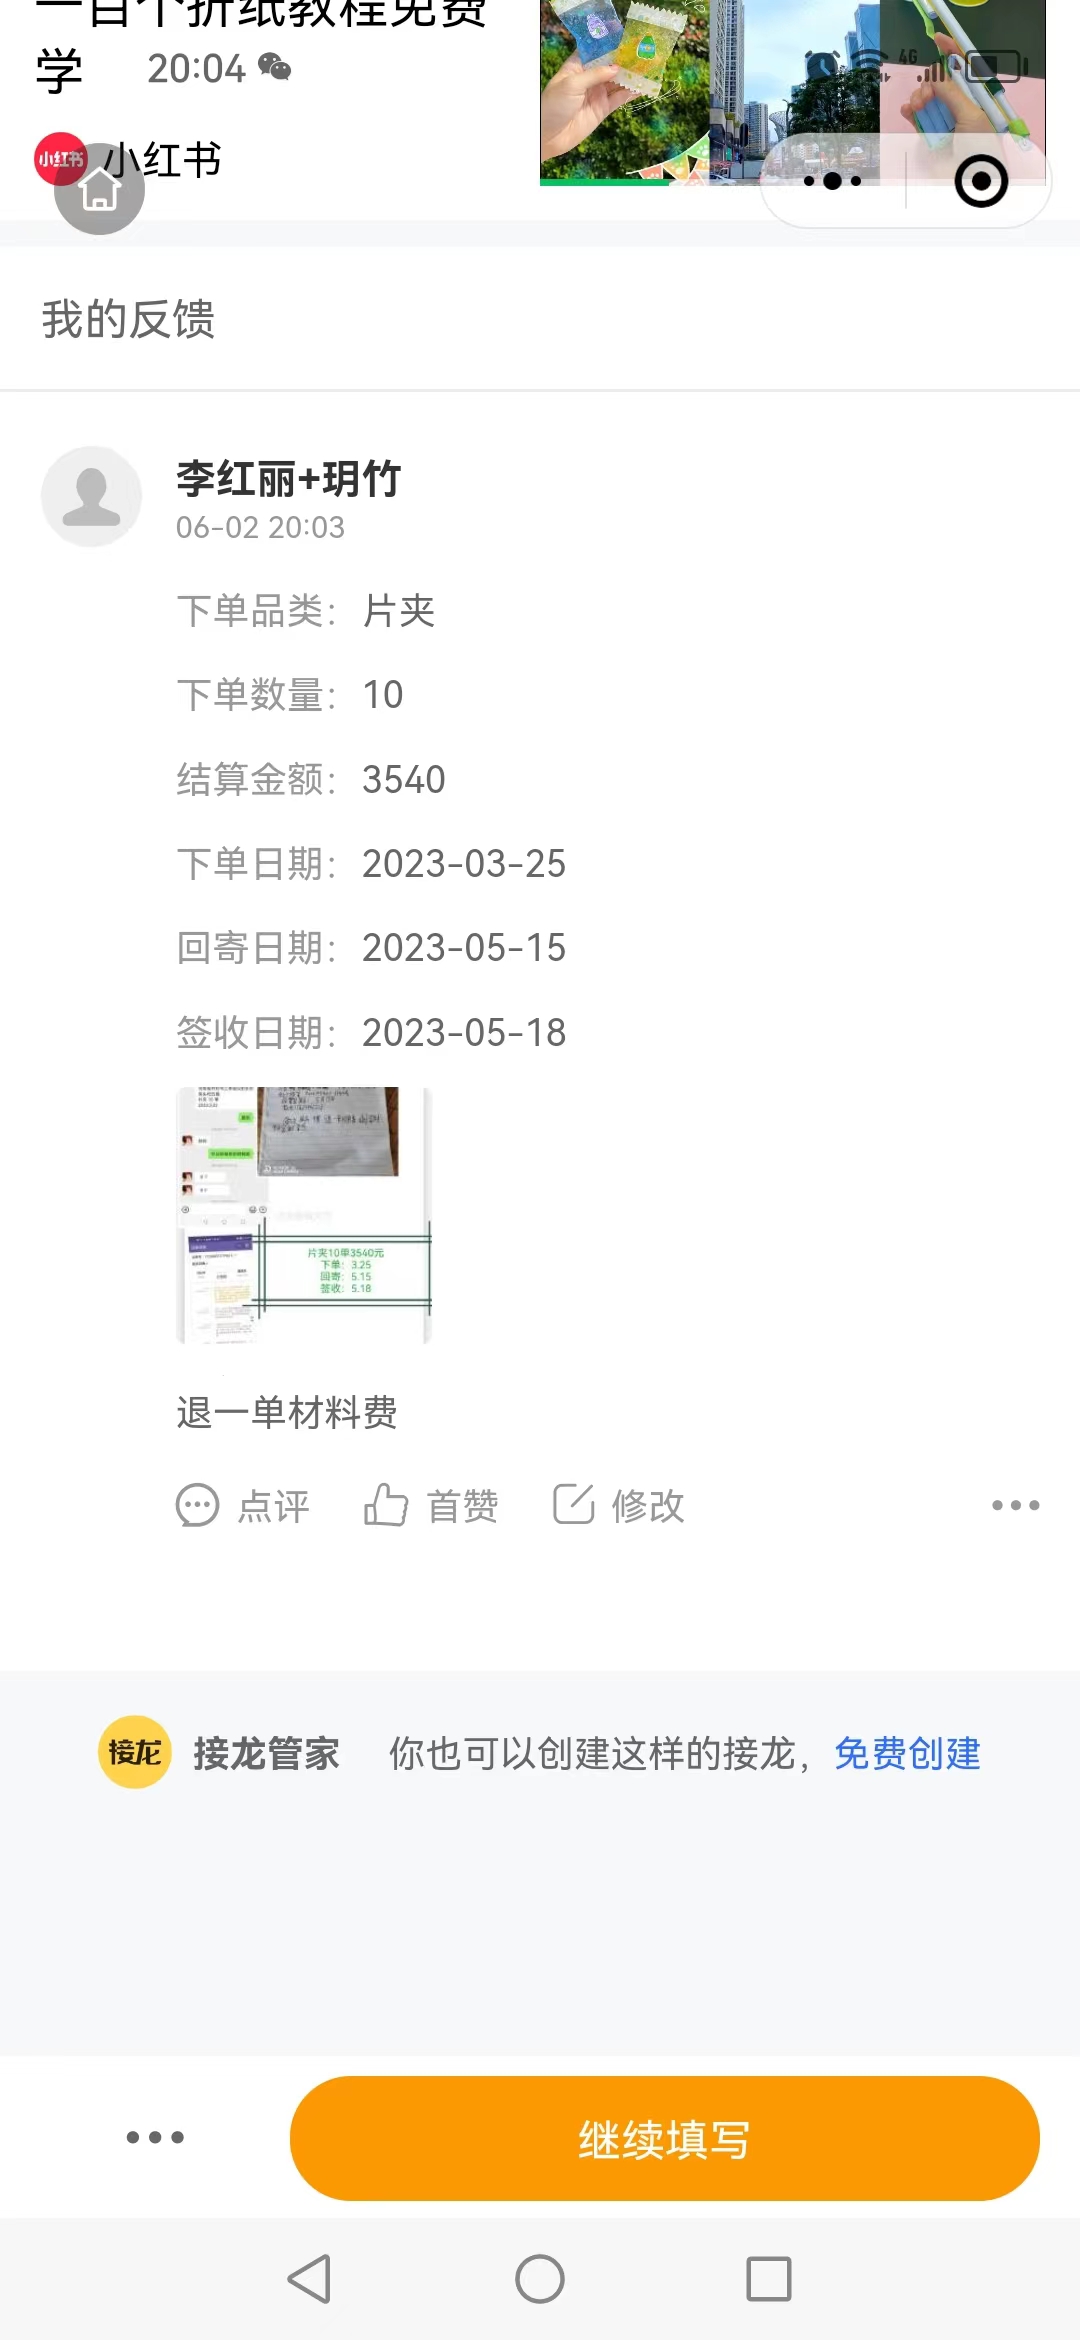 一百个折纸教程免费
学
20:04
4G
小红书
小红书
我的反馈
李红丽+玥竹
06-02 20:03
下单品类: 片夹
下单数量: 10
结算金额: 3540
下单日期: 2023-03-25
回寄日期: 2023-05-15
签收日期: 2023-05-18
片夹10单3540元
下单: 3.25
回寄: 5.15
签收: 5.18
退一单材料费
点评
首赞
修改
接龙
接龙管家
你也可以创建这样的接龙,
免费创建
继续填写